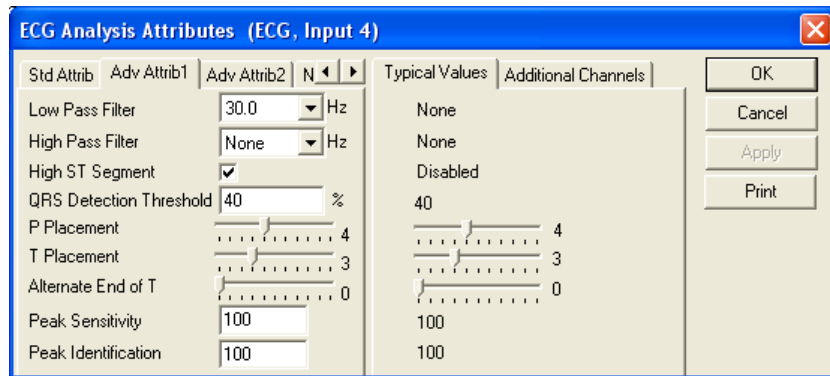 ECG Analysis Attributes (ECG, Input 4)
Std Attrib Adv Attrib1 Adv Attrib2 N Typical Values Additional Channels OK
Low Pass Filter 30.0 Hz None Cancel
High Pass Filter None Hz None Apply
High ST Segment Disabled
QRS Detection Threshold 40 % 40 Print
P Placement 4 4
T Placement 3 3
Alternate End of T 0 0
Peak Sensitivity 100 100
Peak Identification 100 100